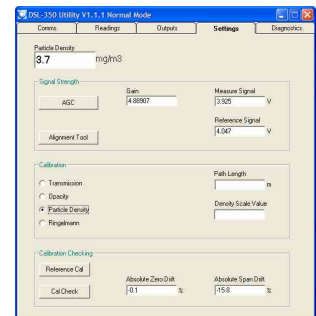 DSL-350 Utility V1.1.1 Normal Mode
Comms Readings Outputs Settings Diagnostics
Particle Density
3.7 mg/m3
Signal Strength
Gain Measure Signal
AGC 4.88907 3.925 V
Reference Signal
4.047 V
Alignment Tool
Calibration
Path Length
Transmission
m
Opacity
Density Scale Value
Particle Density
Ringelmann
Calibration Checking
Reference Cal
Absolute Zero Drift Absolute Span Drift
Cal Check -0.1 % -15.8 %